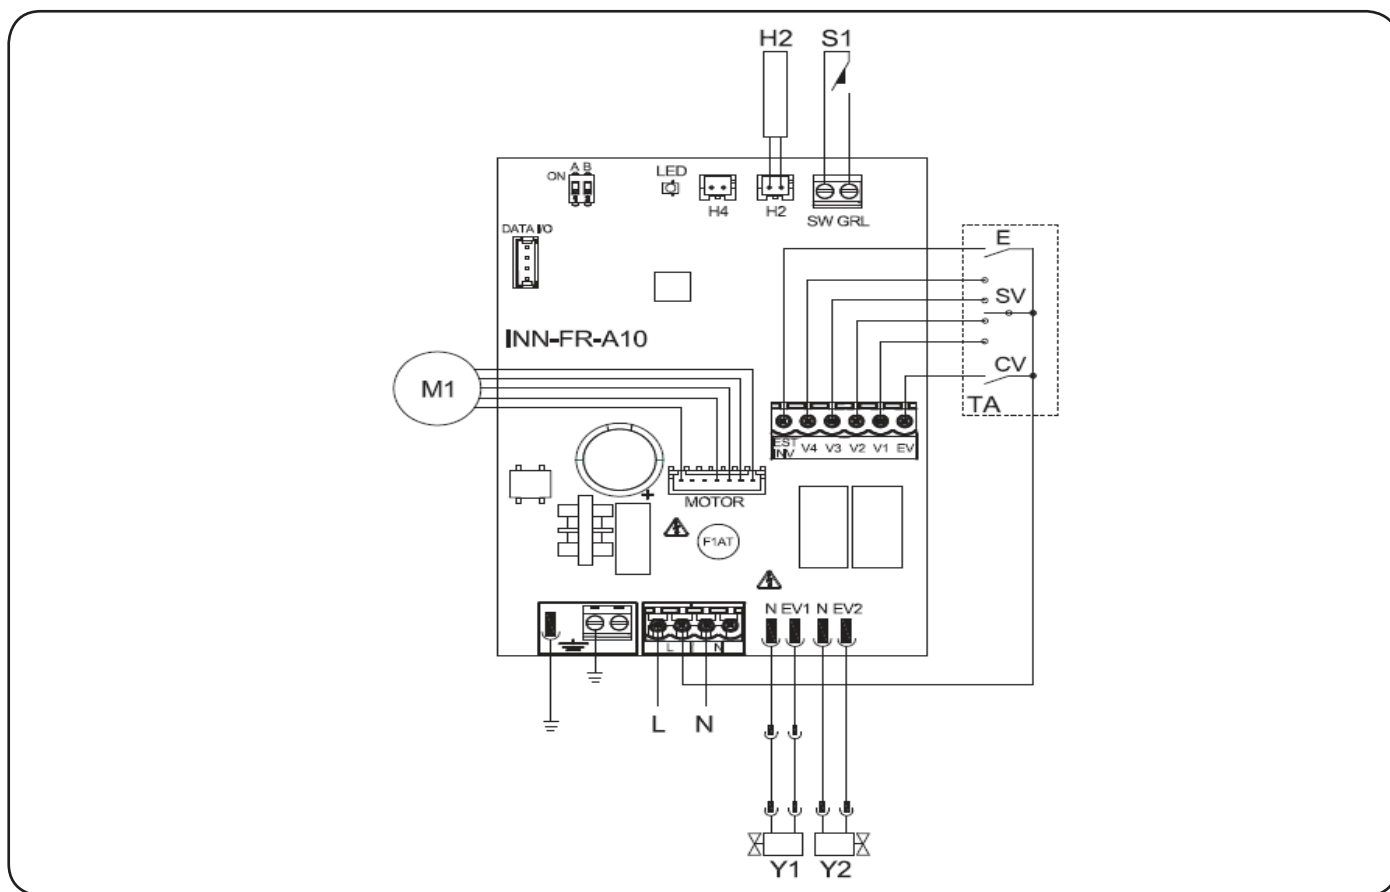 H2 S1
A B
ON
LED
H4
H2
SW GRL
DATA I/O
E
SV
CV
TA
INN-FR-A10
M1
EST
INV V4 V3 V2 V1 EV
MOTOR
+
F1AT
N EV1 N EV2
L N
L N
Y1 Y2